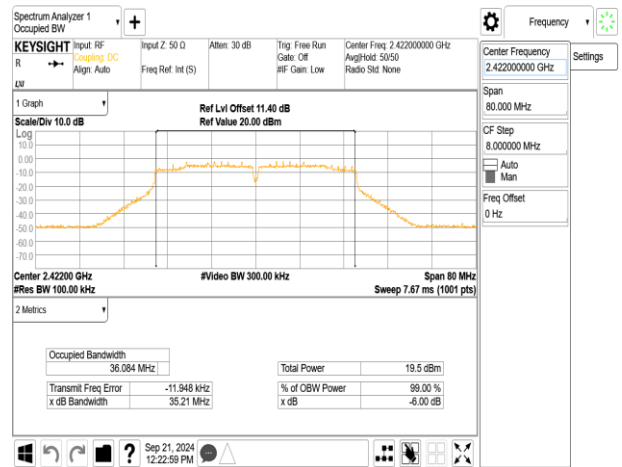 Spectrum Analyzer 1
Occupied BW
KEYSIGHT
R
LXI
Input: RF
Coupling: DC
Align: Auto
Input Z: 50 Ω
Freq Ref: Int (S)
Atten: 30 dB
Trig: Free Run
Gate: Off
#IF Gain: Low
Center Freq: 2.422000000 GHz
Avg|Hold: 50/50
Radio Std: None
1 Graph
Scale/Div 10.0 dB
Ref Lvl Offset 11.40 dB
Ref Value 20.00 dBm
Log
10.0
0.00
-10.0
-20.0
-30.0
-40.0
-50.0
-60.0
-70.0
Center 2.42200 GHz
#Res BW 100.00 kHz
#Video BW 300.00 kHz
Span 80 MHz
Sweep 7.67 ms (1001 pts)
2 Metrics
Occupied Bandwidth
36.084 MHz
Transmit Freq Error -11.948 kHz
x dB Bandwidth 35.21 MHz
Total Power 19.5 dBm
% of OBW Power 99.00 %
x dB -6.00 dB
?
Sep 21, 2024
12:22:59 PM
Frequency
Center Frequency
2.422000000 GHz
Span
80.000 MHz
CF Step
8.000000 MHz
Auto
Man
Freq Offset
0 Hz
Settings